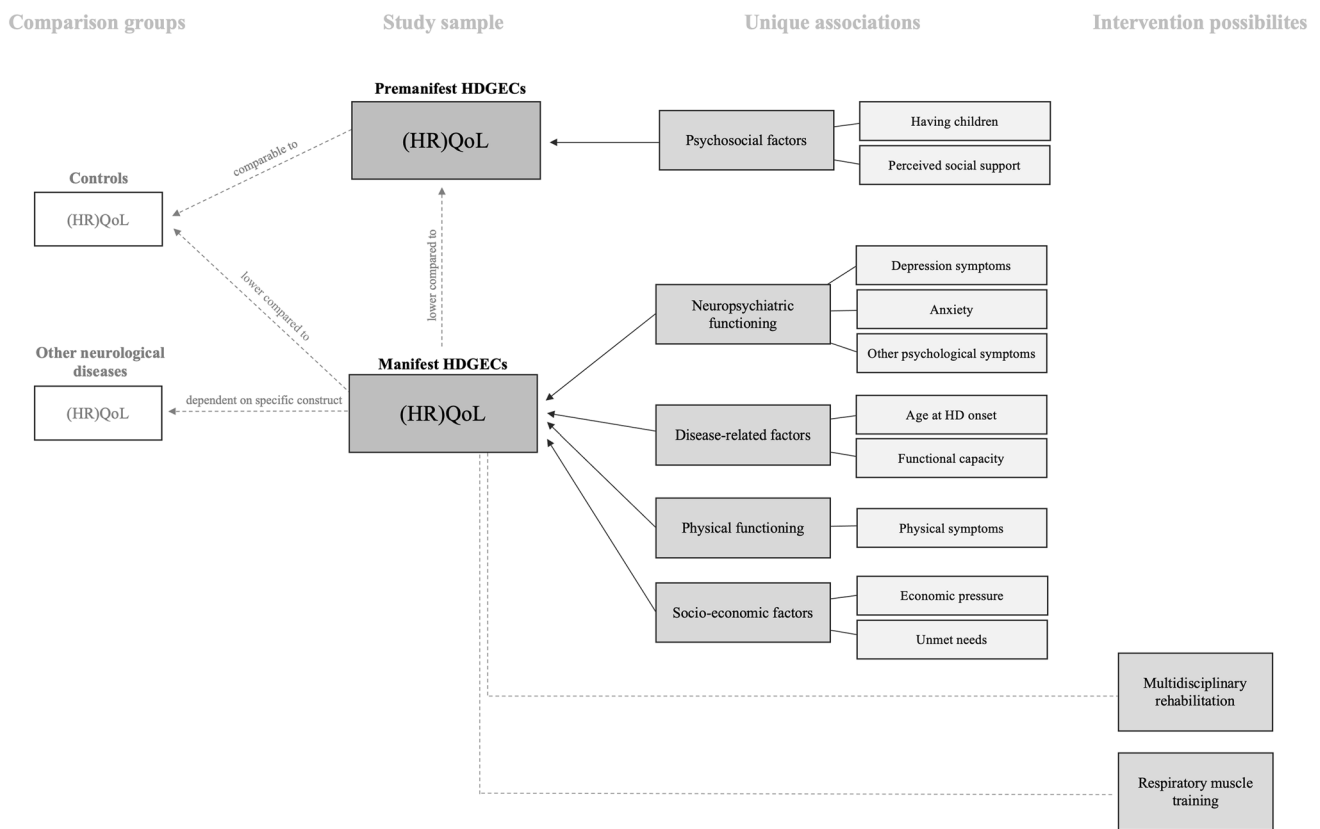 Comparison groups
Study sample
Unique associations
Intervention possibilites
Premanifest HDGECs
(HR)QoL
Psychosocial factors
Having children
Perceived social support
comparable to
Controls
(HR)QoL
lower compared to
lower compared to
Neuropsychiatric
functioning
Depression symptoms
Anxiety
Other psychological symptoms
Other neurological
diseases
(HR)QoL
dependent on specific construct
Manifest HDGECs
(HR)QoL
Disease-related factors
Age at HD onset
Functional capacity
Physical functioning
Physical symptoms
Socio-economic factors
Economic pressure
Unmet needs
Multidisciplinary
rehabilitation
Respiratory muscle
training